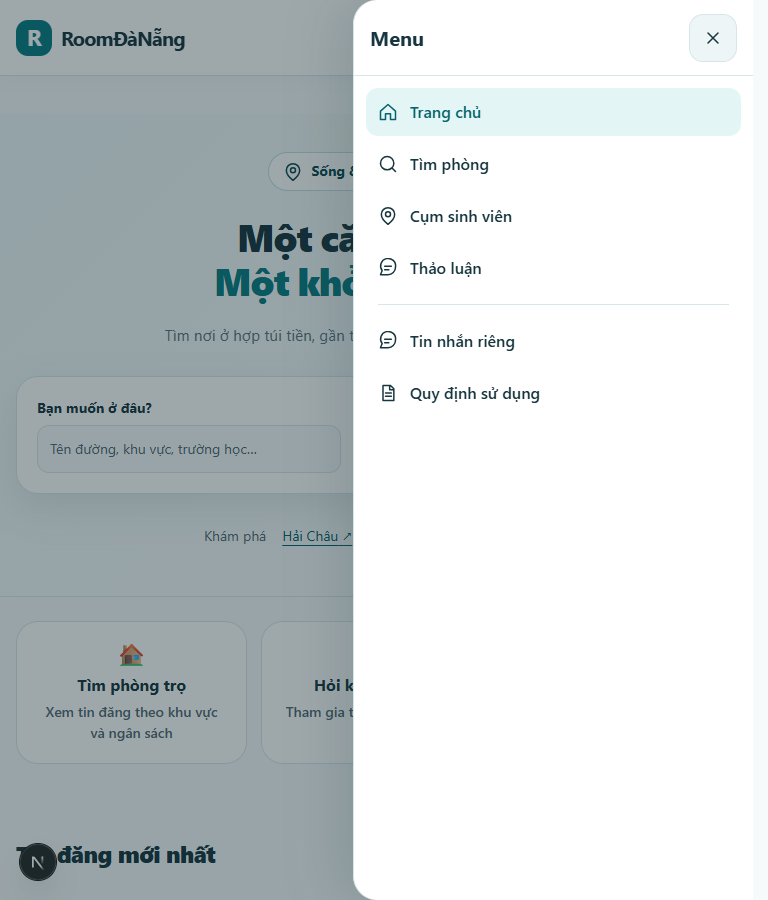 R RoomĐàNẵng
Sống &
Một că
Một khở
Tìm nơi ở hợp túi tiền, gần t
Bạn muốn ở đâu?
Tên đường, khu vực, trường học...
Khám phá Hải Châu ↗
Tìm phòng trọ
Xem tin đăng theo khu vực
và ngân sách
Hỏi k
Tham gia t
đăng mới nhất
N
Menu
Trang chủ
Tìm phòng
Cụm sinh viên
Thảo luận
Tin nhắn riêng
Quy định sử dụng